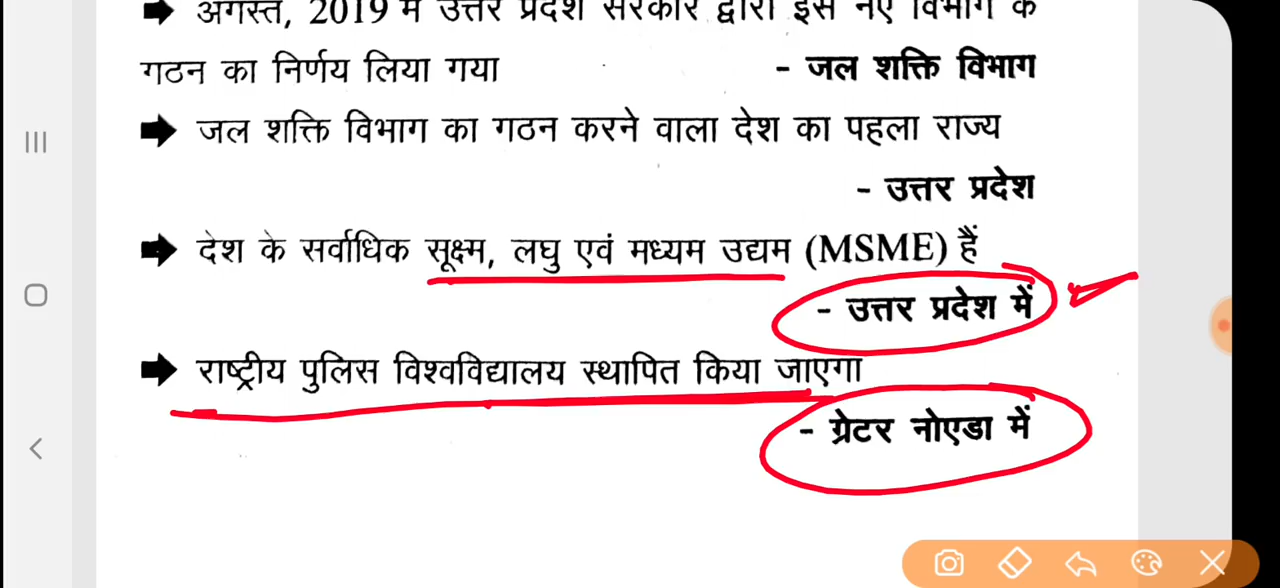 ➡ अगस्त, 2019 में उत्तर प्रदेश सरकार द्वारा इस नए विभाग के
गठन का निर्णय लिया गया - जल शक्ति विभाग
➡ जल शक्ति विभाग का गठन करने वाला देश का पहला राज्य
- उत्तर प्रदेश
➡ देश के सर्वाधिक सूक्ष्म, लघु एवं मध्यम उद्यम (MSME) हैं
- उत्तर प्रदेश में
➡ राष्ट्रीय पुलिस विश्वविद्यालय स्थापित किया जाएगा
- ग्रेटर नोएडा में